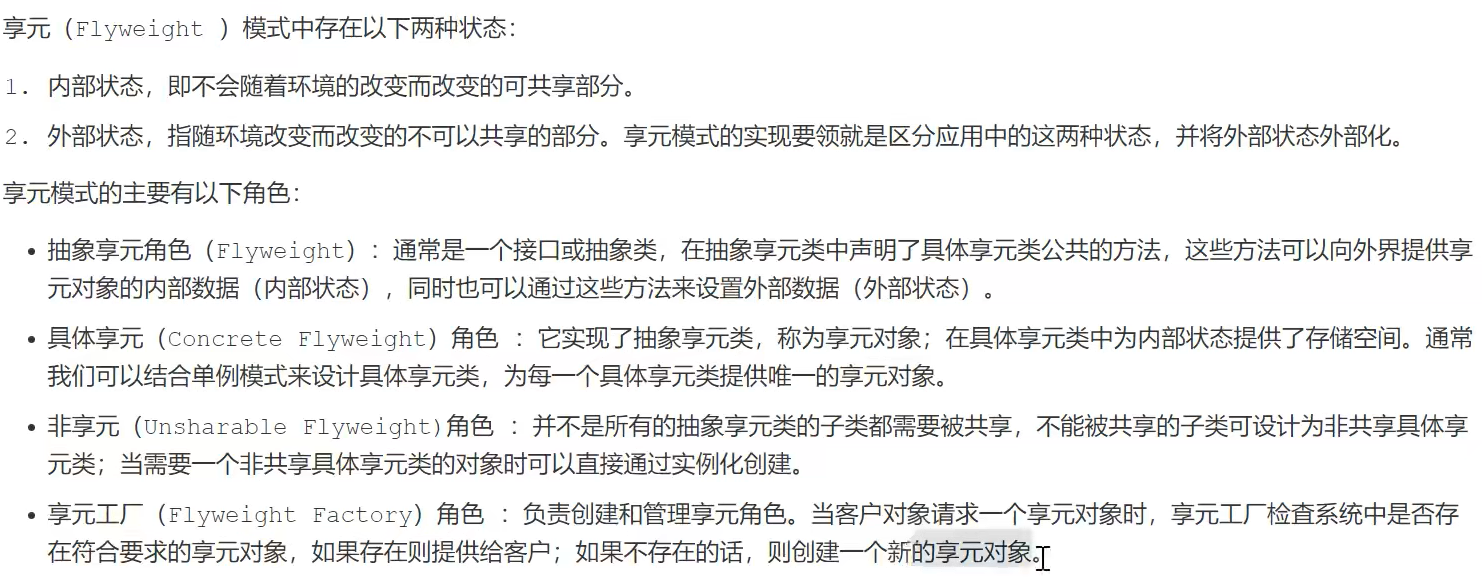 享元（Flyweight ）模式中存在以下两种状态：
1. 内部状态，即不会随着环境的改变而改变的可共享部分。
2. 外部状态，指随环境改变而改变的不可以共享的部分。享元模式的实现要领就是区分应用中的这两种状态，并将外部状态外部化。
享元模式的主要有以下角色：
• 抽象享元角色（Flyweight）：通常是一个接口或抽象类，在抽象享元类中声明了具体享元类公共的方法，这些方法可以向外界提供享
元对象的内部数据（内部状态），同时也可以通过这些方法来设置外部数据（外部状态）。
• 具体享元（Concrete Flyweight）角色 ：它实现了抽象享元类，称为享元对象；在具体享元类中为内部状态提供了存储空间。通常
我们可以结合单例模式来设计具体享元类，为每一个具体享元类提供唯一的享元对象。
• 非享元（Unsharable Flyweight)角色 ：并不是所有的抽象享元类的子类都需要被共享，不能被共享的子类可设计为非共享具体享
元类；当需要一个非共享具体享元类的对象时可以直接通过实例化创建。
• 享元工厂（Flyweight Factory）角色 ：负责创建和管理享元角色。当客户对象请求一个享元对象时，享元工厂检查系统中是否存
在符合要求的享元对象，如果存在则提供给客户；如果不存在的话，则创建一个新的享元对象。